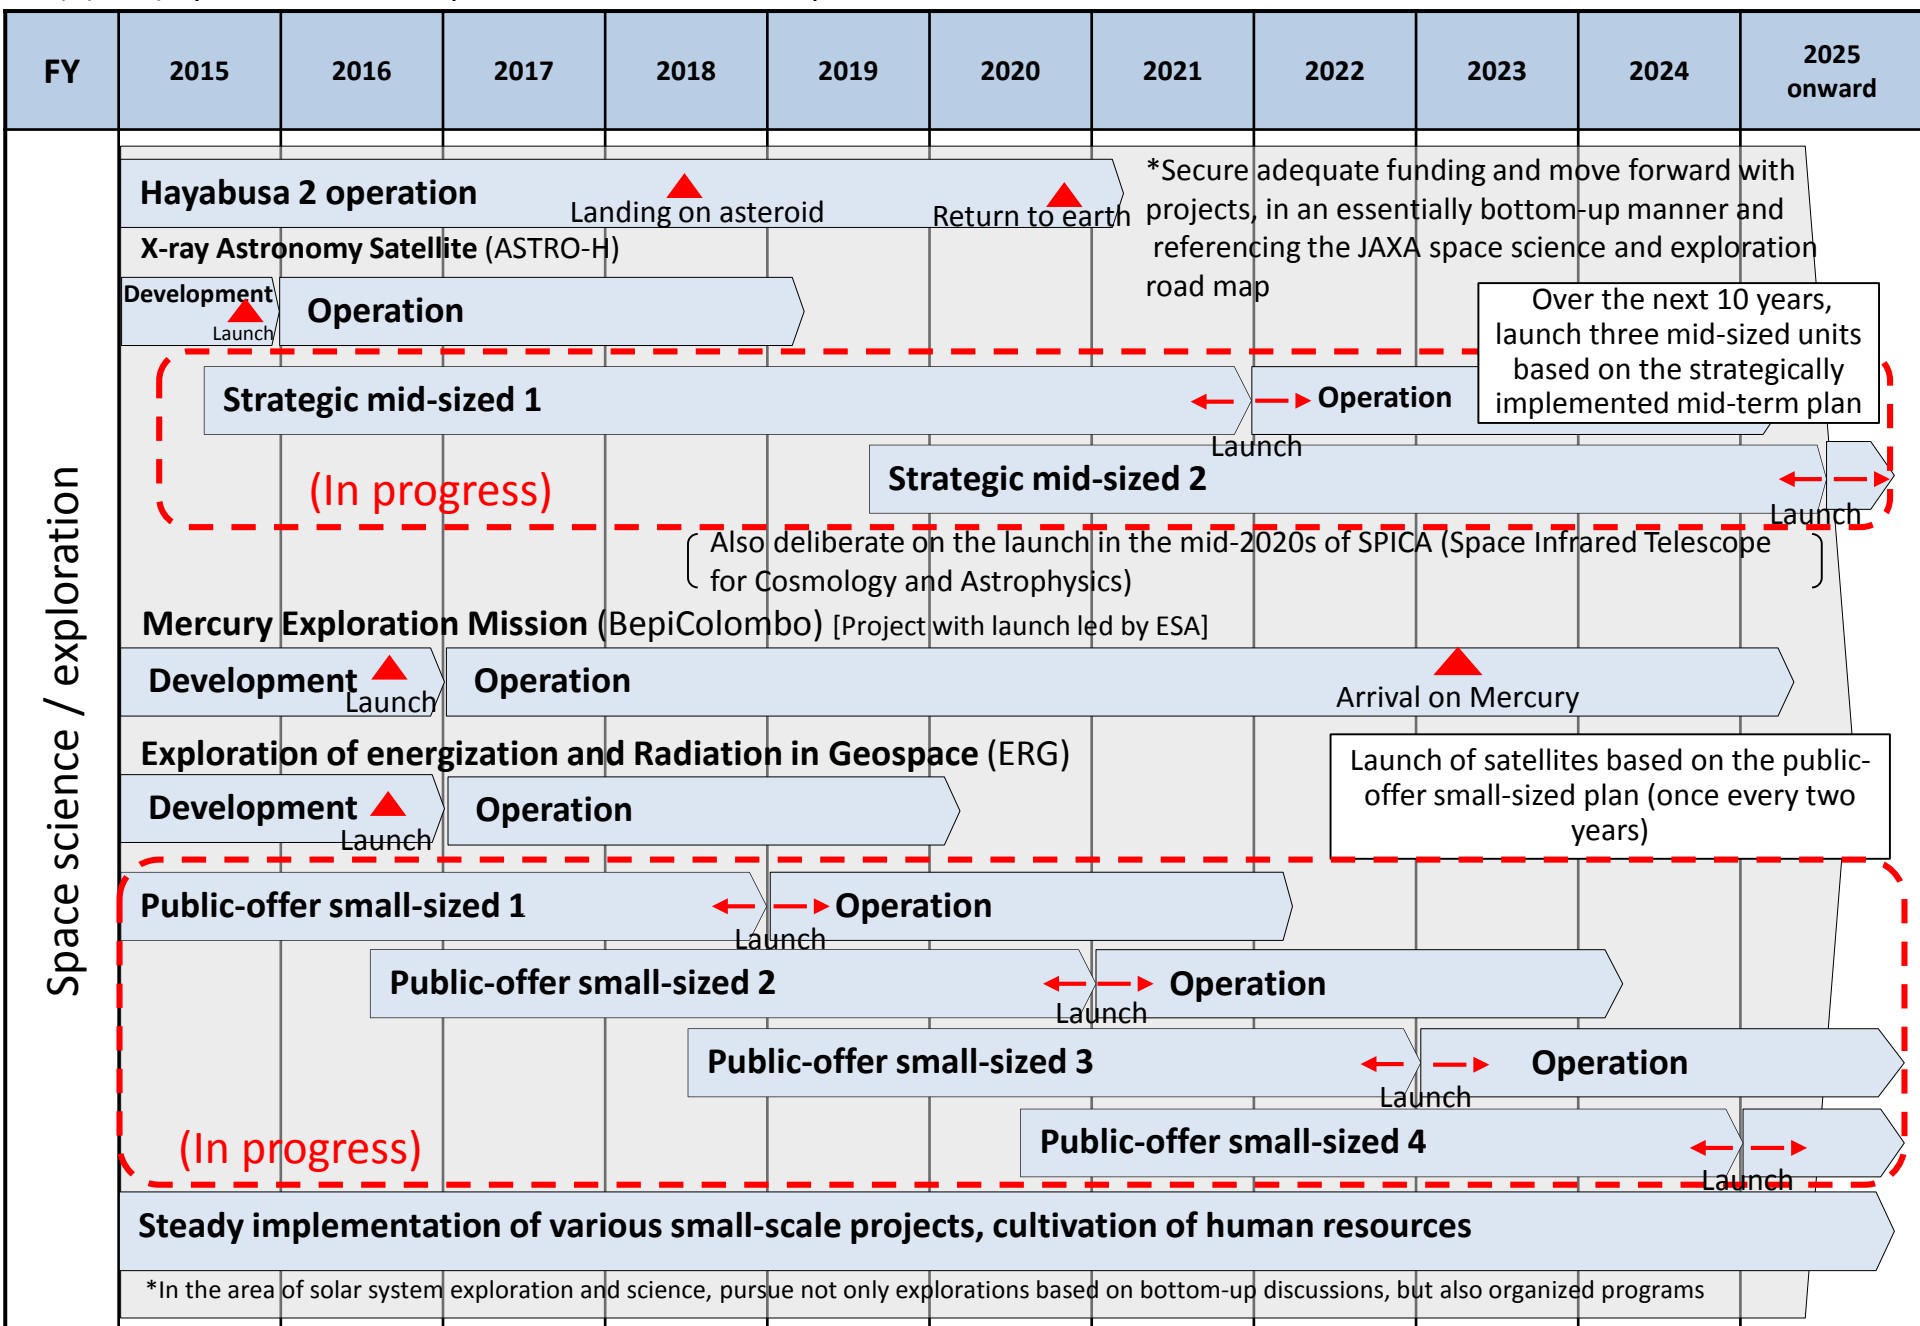 FY
2015
2016
2017
2018
2019
2020
2021
2022
2023
2024
2025
onward
Space science / exploration
Hayabusa 2 operation
Landing on asteroid
Return to earth
*Secure adequate funding and move forward with
projects, in an essentially bottom-up manner and
referencing the JAXA space science and exploration
road map
X-ray Astronomy Satellite (ASTRO-H)
Development
Launch
Operation
Over the next 10 years,
launch three mid-sized units
based on the strategically
implemented mid-term plan
Strategic mid-sized 1
Launch
Operation
(In progress)
Strategic mid-sized 2
Launch
Also deliberate on the launch in the mid-2020s of SPICA (Space Infrared Telescope
for Cosmology and Astrophysics)
Mercury Exploration Mission (BepiColombo) [Project with launch led by ESA]
Development
Launch
Operation
Arrival on Mercury
Exploration of energization and Radiation in Geospace (ERG)
Development
Launch
Operation
Launch of satellites based on the public-
offer small-sized plan (once every two
years)
Public-offer small-sized 1
Launch
Operation
Public-offer small-sized 2
Launch
Operation
Public-offer small-sized 3
Launch
Operation
(In progress)
Public-offer small-sized 4
Launch
Steady implementation of various small-scale projects, cultivation of human resources
*In the area of solar system exploration and science, pursue not only explorations based on bottom-up discussions, but also organized programs